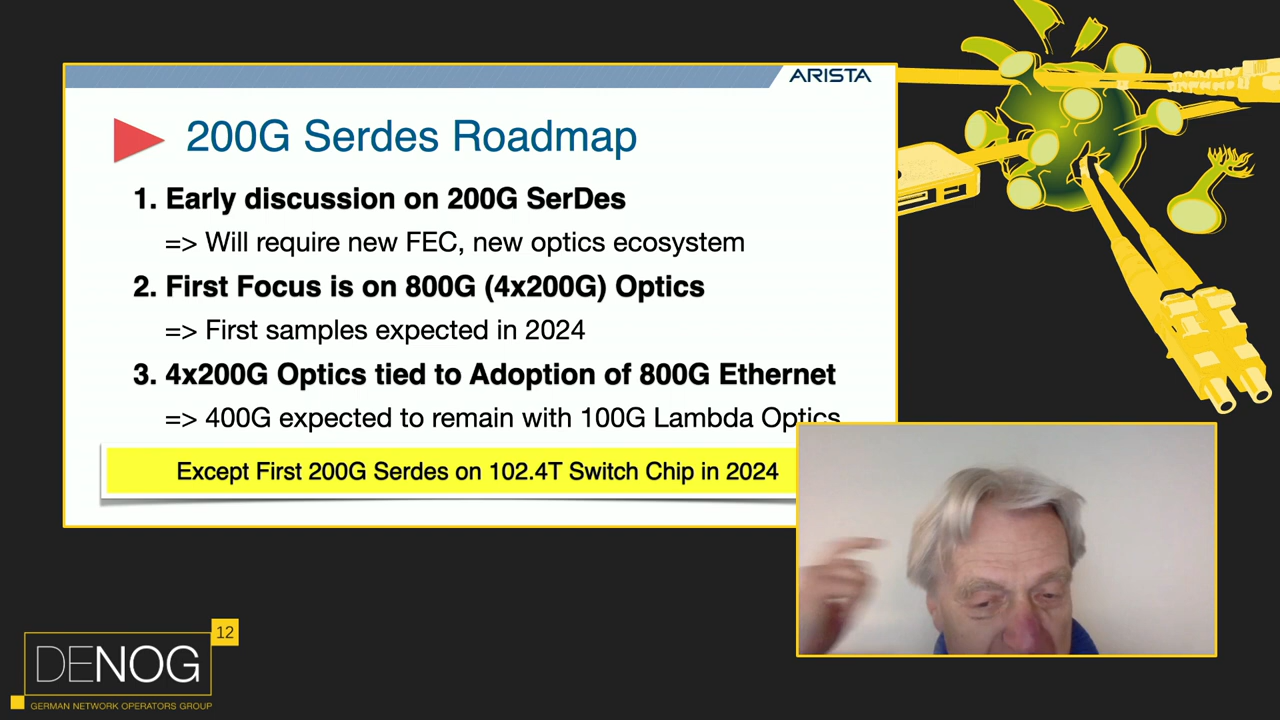 ARISTA
200G Serdes Roadmap
1. Early discussion on 200G SerDes
=> Will require new FEC, new optics ecosystem
2. First Focus is on 800G (4x200G) Optics
=> First samples expected in 2024
3. 4x200G Optics tied to Adoption of 800G Ethernet
=> 400G expected to remain with 100G Lambda Optics
Except First 200G Serdes on 102.4T Switch Chip in 2024
12
DENOG
GERMAN NETWORK OPERATORS GROUP